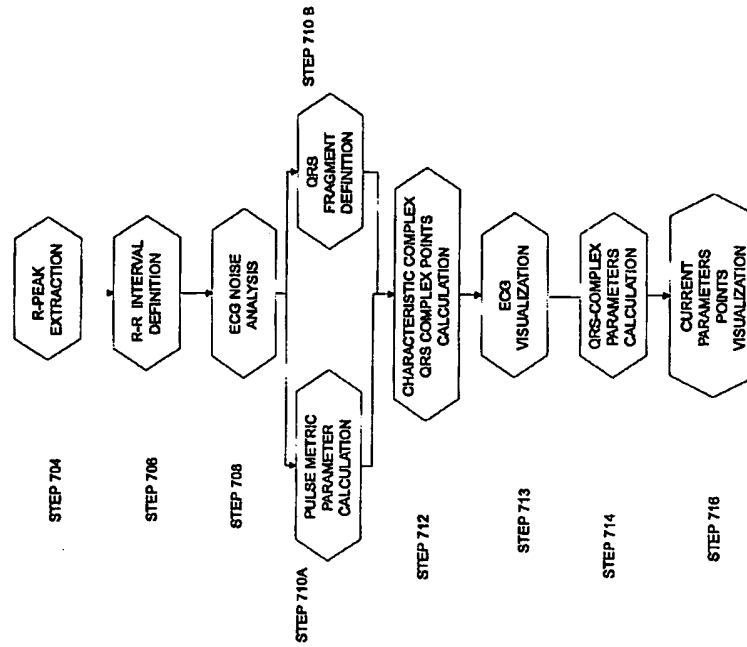 STEP 704
R-PEAK
EXTRACTION
STEP 706
R-R INTERVAL
DEFINITION
STEP 708
ECG NOISE
ANALYSIS
STEP 710A
PULSE METRIC
PARAMETER
CALCULATION
STEP 710 B
QRS
FRAGMENT
DEFINITION
STEP 712
CHARACTERISTIC COMPLEX
QRS COMPLEX POINTS
CALCULATION
STEP 713
ECG
VISUALIZATION
STEP 714
QRS-COMPLEX
PARAMETERS
CALCULATION
STEP 716
CURRENT
PARAMETERS
POINTS
VISUALIZATION